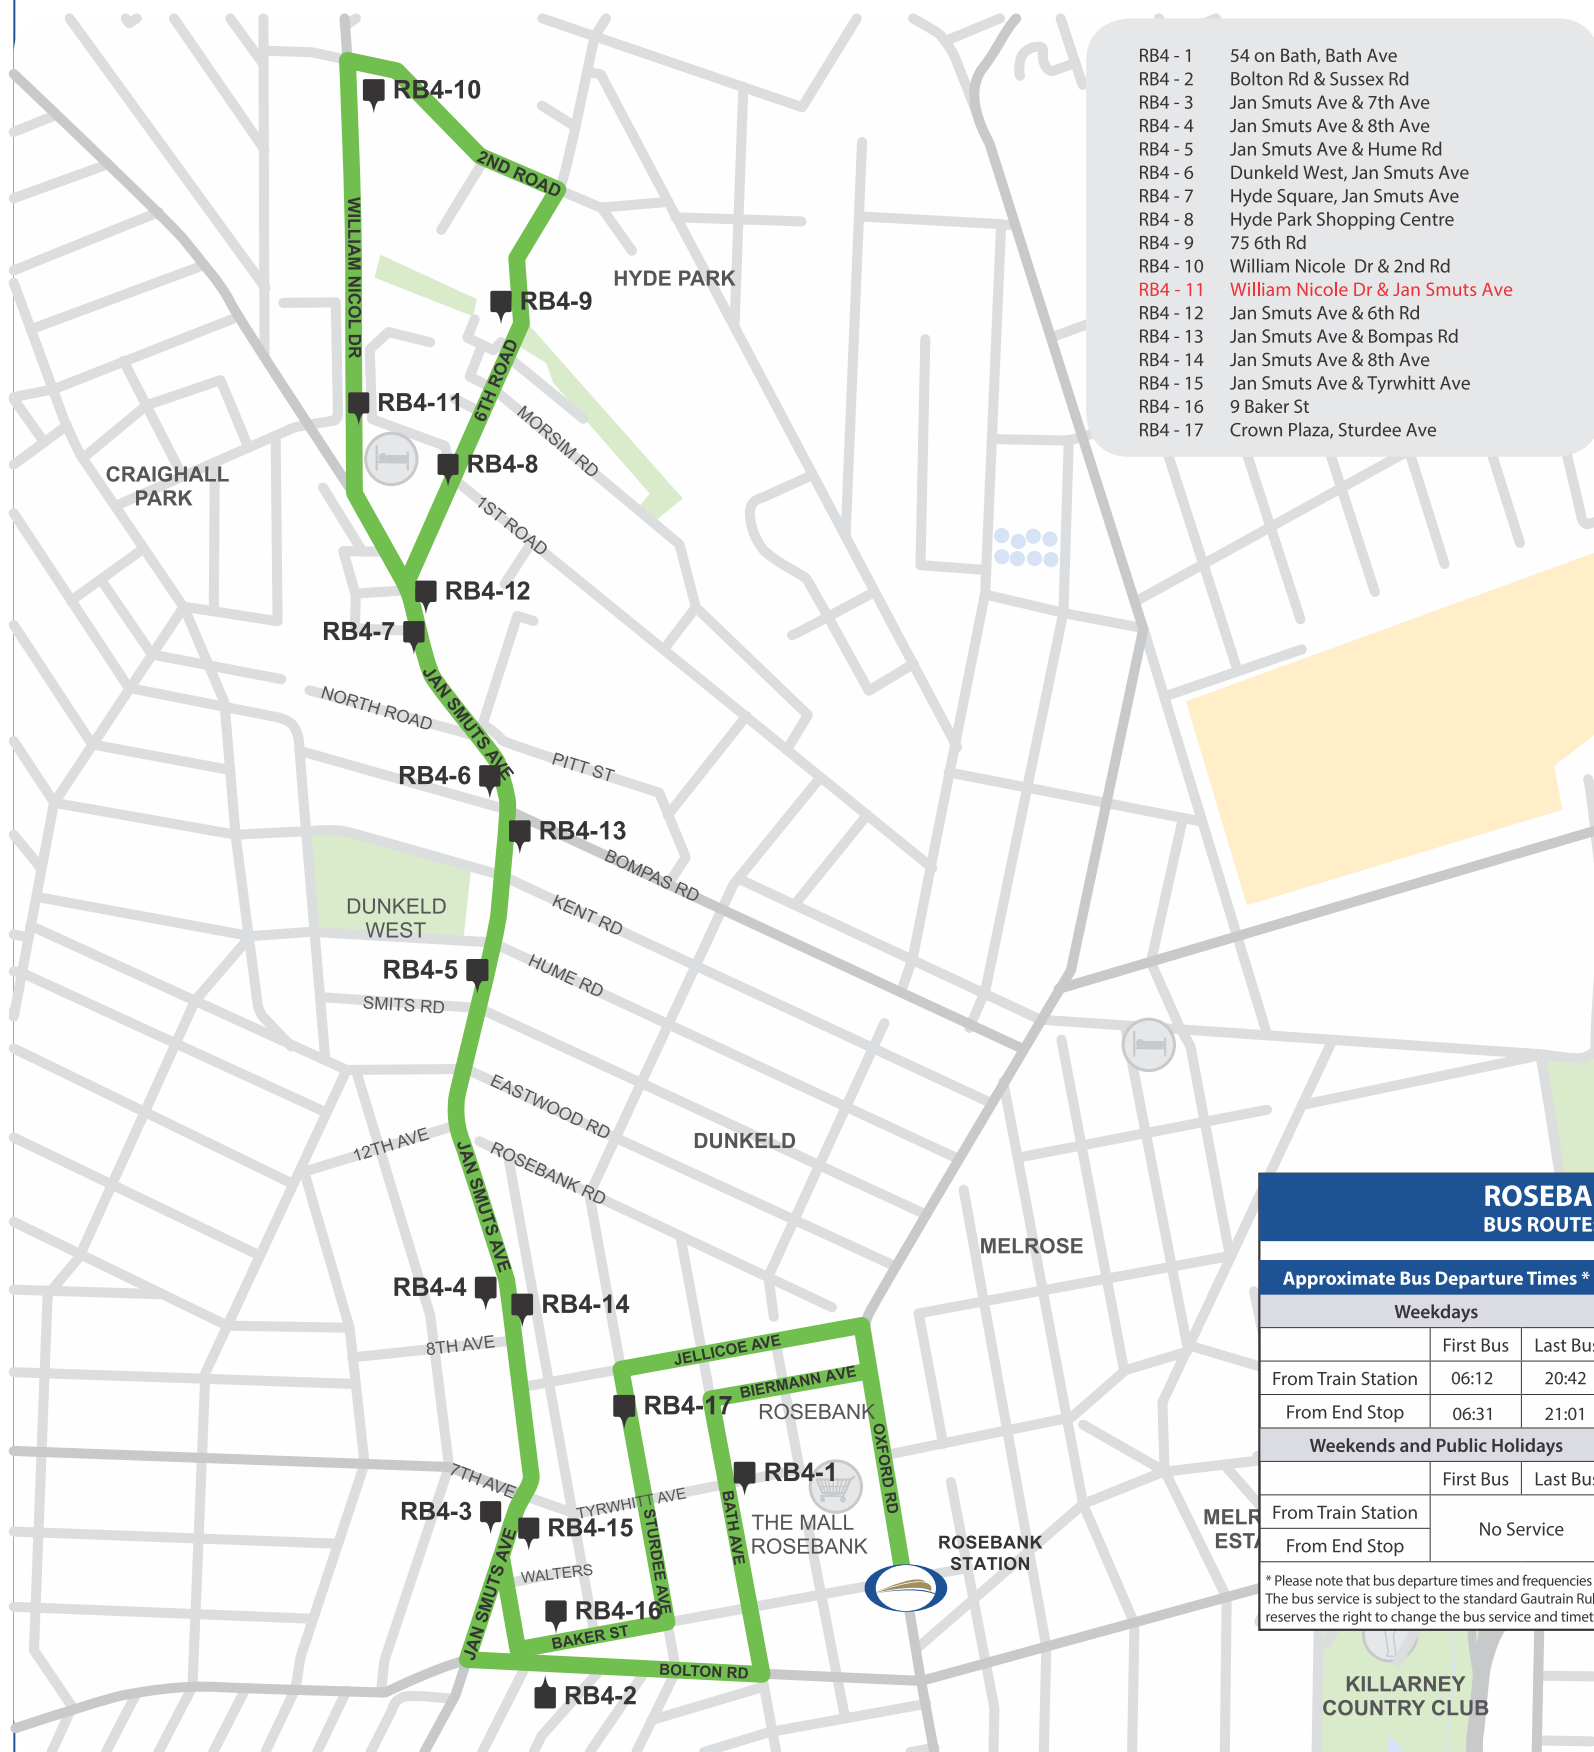 RB4 - 1 54 on Bath, Bath Ave
RB4 - 2 Bolton Rd & Sussex Rd
RB4 - 3 Jan Smuts Ave & 7th Ave
RB4 - 4 Jan Smuts Ave & 8th Ave
RB4 - 5 Jan Smuts Ave & Hume Rd
RB4 - 6 Dunkeld West, Jan Smuts Ave
RB4 - 7 Hyde Square, Jan Smuts Ave
RB4 - 8 Hyde Park Shopping Centre
RB4 - 9 75 6th Rd
RB4 - 10 William Nicole Dr & 2nd Rd
RB4 - 11 William Nicole Dr & Jan Smuts Ave
RB4 - 12 Jan Smuts Ave & 6th Rd
RB4 - 13 Jan Smuts Ave & Bompas Rd
RB4 - 14 Jan Smuts Ave & 8th Ave
RB4 - 15 Jan Smuts Ave & Tyrwhitt Ave
RB4 - 16 9 Baker St
RB4 - 17 Crown Plaza, Sturdee Ave
RB4-10
2ND ROAD
WILLIAM NICOL DR
HYDE PARK
RB4-9
6TH ROAD
RB4-11
MORSIM RD
RB4-8
CRAIGHALL
PARK
1ST ROAD
RB4-12
RB4-7
JAN SMUTS AVE
NORTH ROAD
PITT ST
RB4-6
RB4-13
BOMPAS RD
KENT RD
DUNKELD
WEST
RB4-5
HUME RD
SMITS RD
EASTWOOD RD
12TH AVE
DUNKELD
ROSEBANK RD
JAN SMUTS AVE
MELROSE
RB4-4
RB4-14
8TH AVE
JELLICOE AVE
BIERMANN AVE
RB4-17
ROSEBANK
OXFORD RD
RB4-1
7TH AVE
TYRWHITT AVE
RB4-3
RB4-15
STURDEE AVE
BATH AVE
THE MALL
ROSEBANK
ROSEBANK
STATION
JAN SMUTS AVE
WALTERS
RB4-16
BAKER ST
BOLTON RD
RB4-2
MELR
ESTA
KILLARNEY
COUNTRY CLUB
ROSEBA
BUS ROUTE
Approximate Bus Departure Times *
Weekdays
First Bus Last Bus
From Train Station 06:12 20:42
From End Stop 06:31 21:01
Weekends and Public Holidays
First Bus Last Bus
From Train Station
No Service
From End Stop
* Please note that bus departure times and frequencies
The bus service is subject to the standard Gautrain Rul
reserves the right to change the bus service and timet